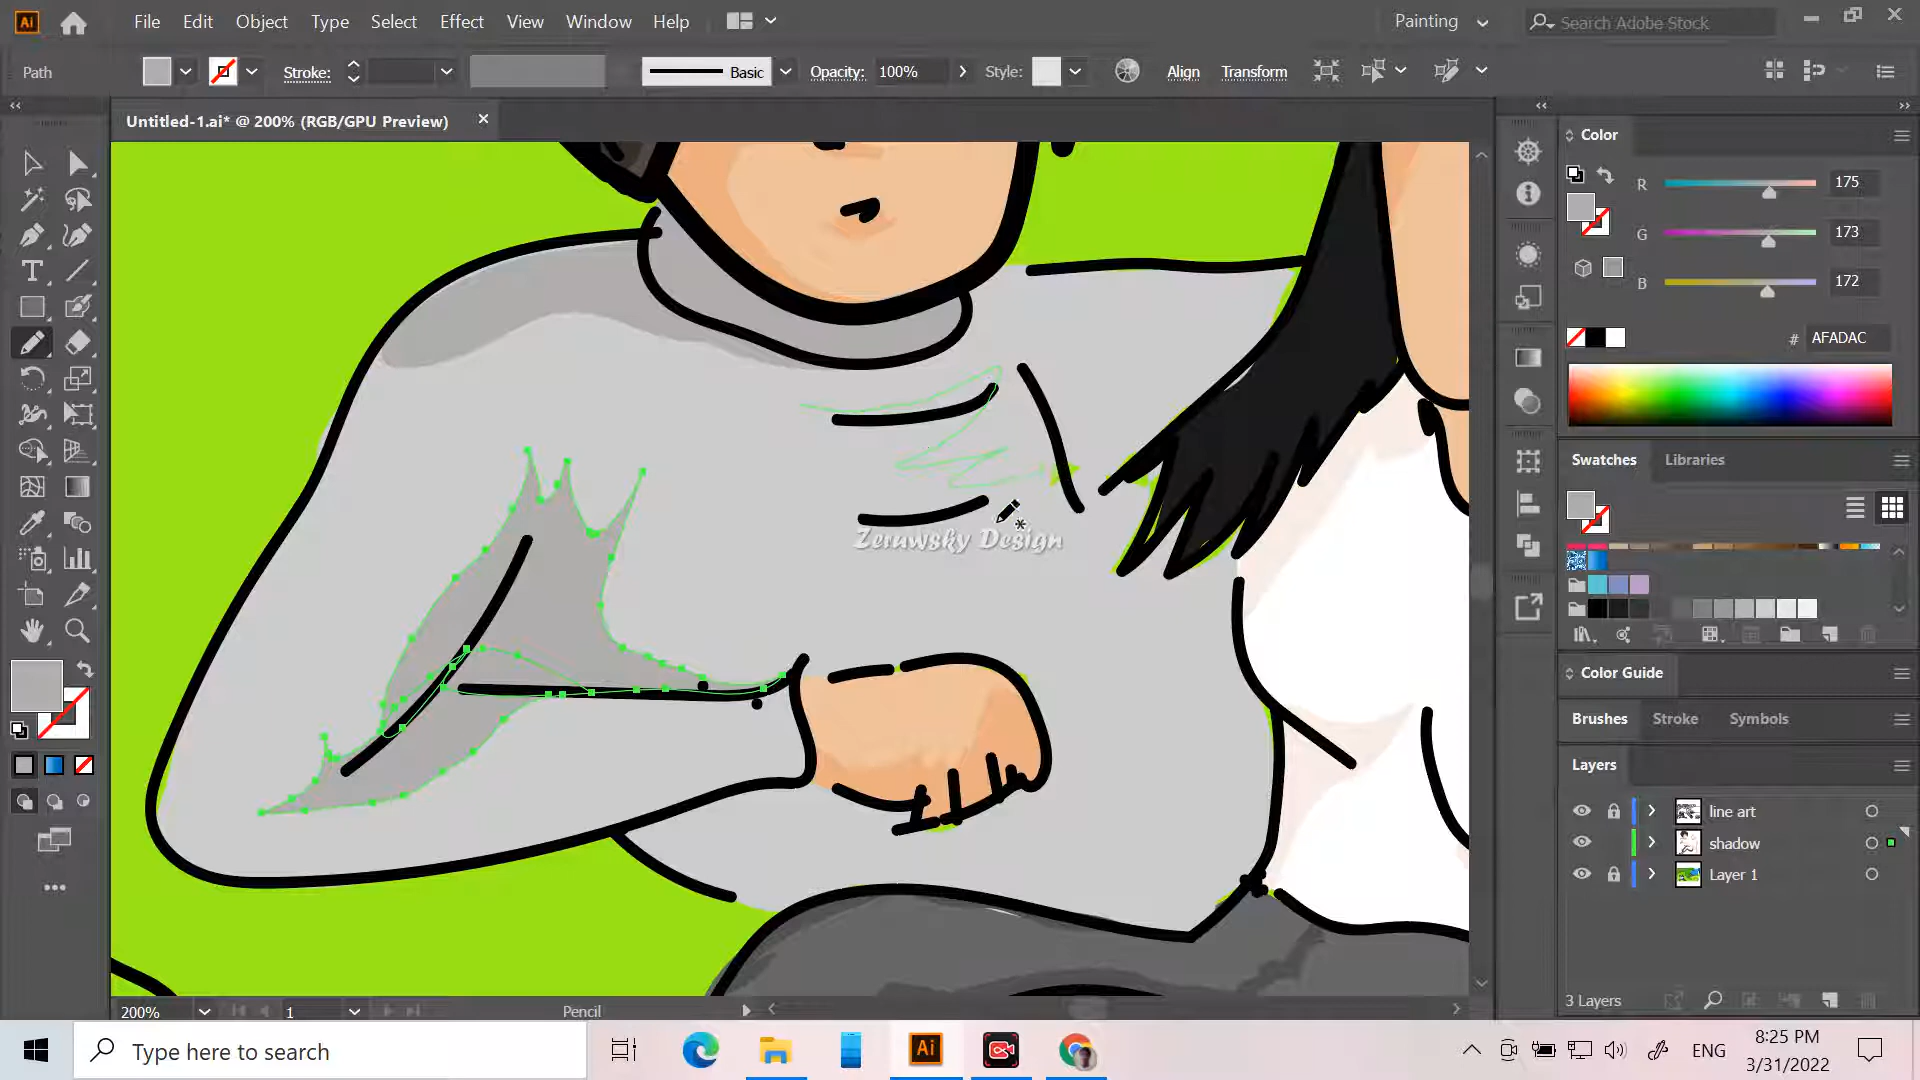 Ai File Edit Object Type Select Effect View Window Help Painting Search Adobe Stock
Path Stroke: Basic Opacity: 100% Style: Align Transform
Untitled-1.ai* @ 200% (RGB/GPU Preview)
Color
R 175
G 173
B 172
# AFADAC
Swatches Libraries
Zerawsky Design
Color Guide
Brushes Stroke Symbols
Layers
line art
shadow
Layer 1
3 Layers
200% 1 Pencil
Type here to search
Ai
ENG
8:25 PM
3/31/2022